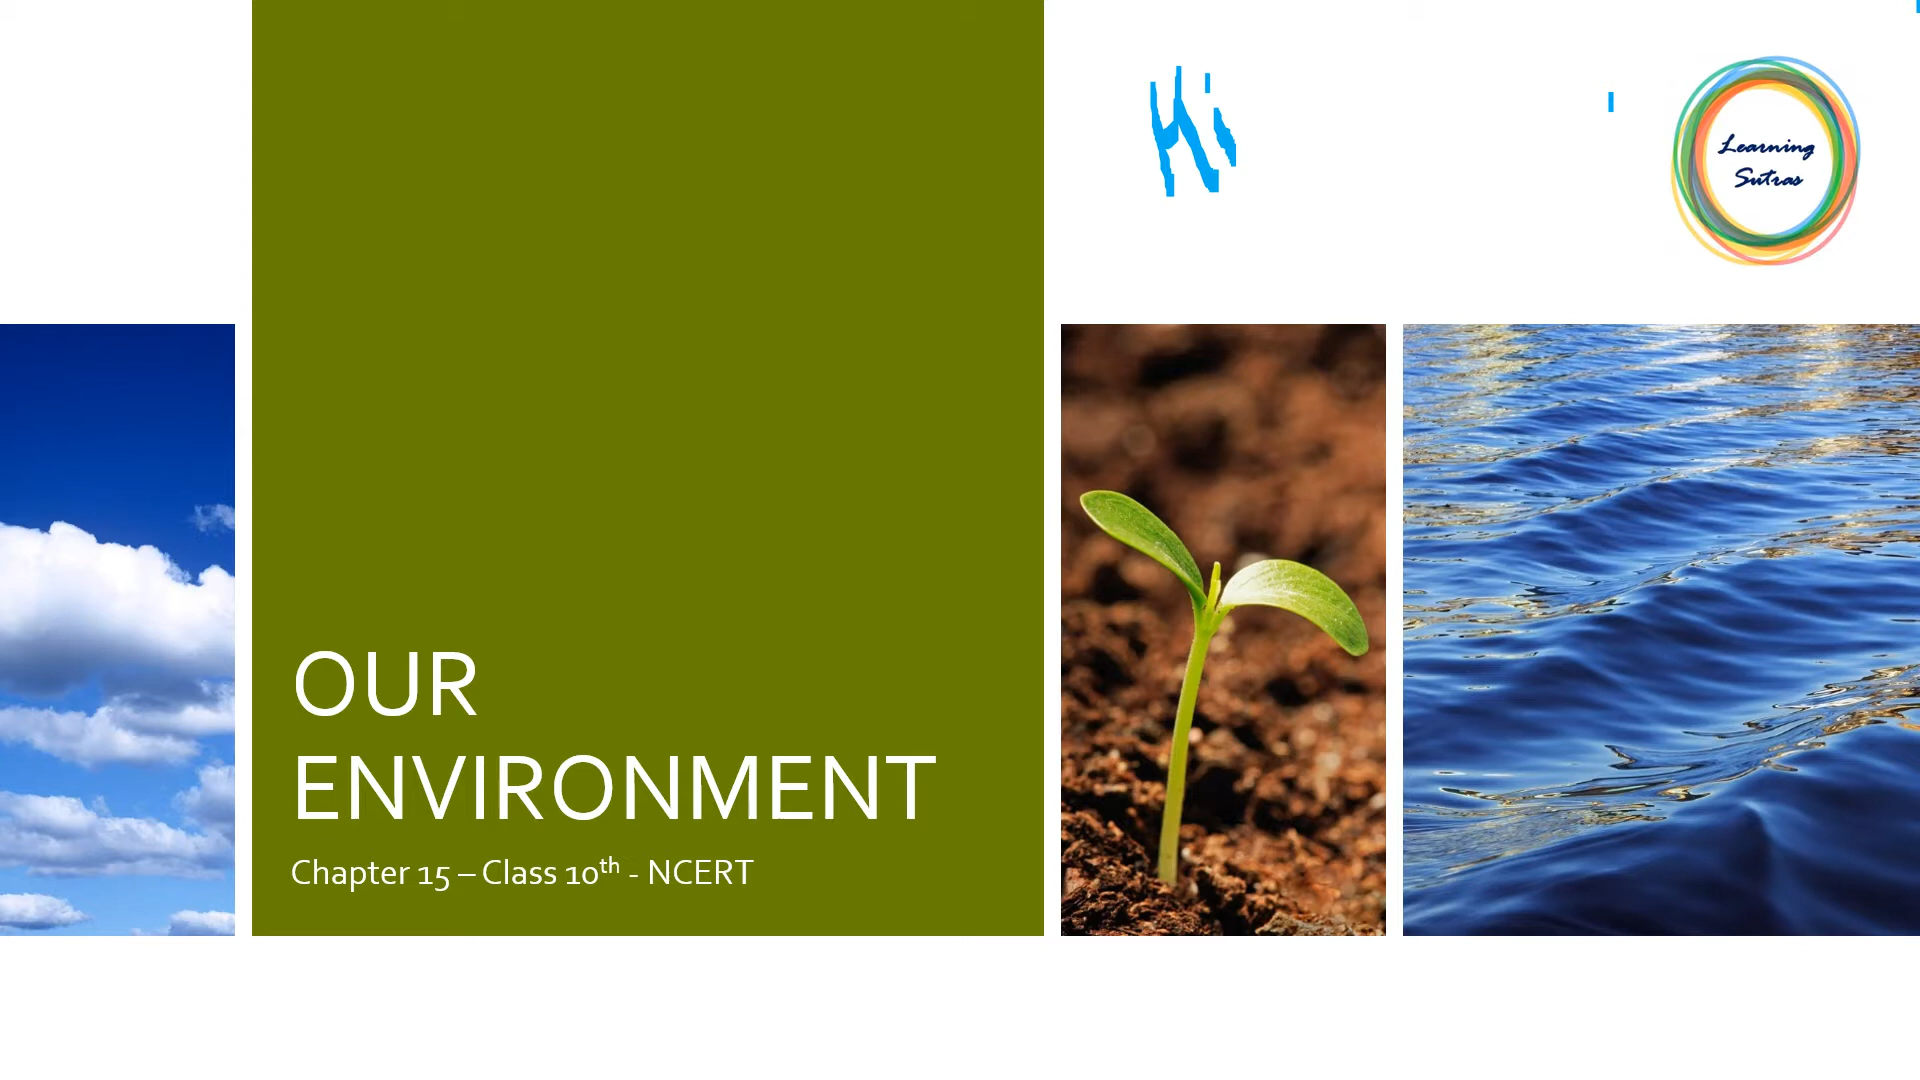 Hi
Learning
Sutras
OUR
ENVIRONMENT
Chapter 15 – Class 10th - NCERT